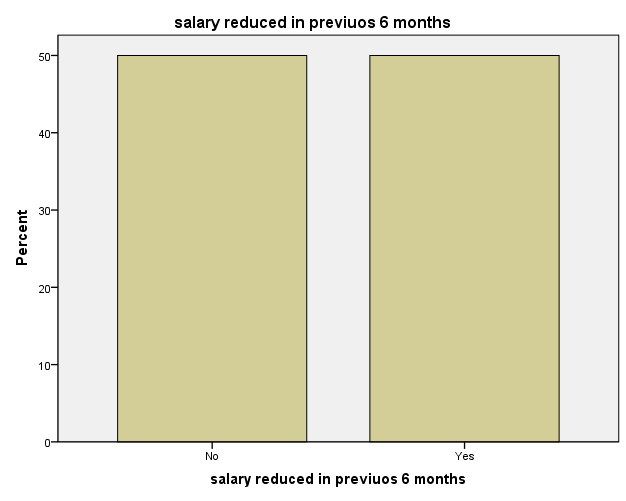 salary reduced in previuos 6 months
Percent
50
40
30
20
10
0
No Yes
salary reduced in previuos 6 months